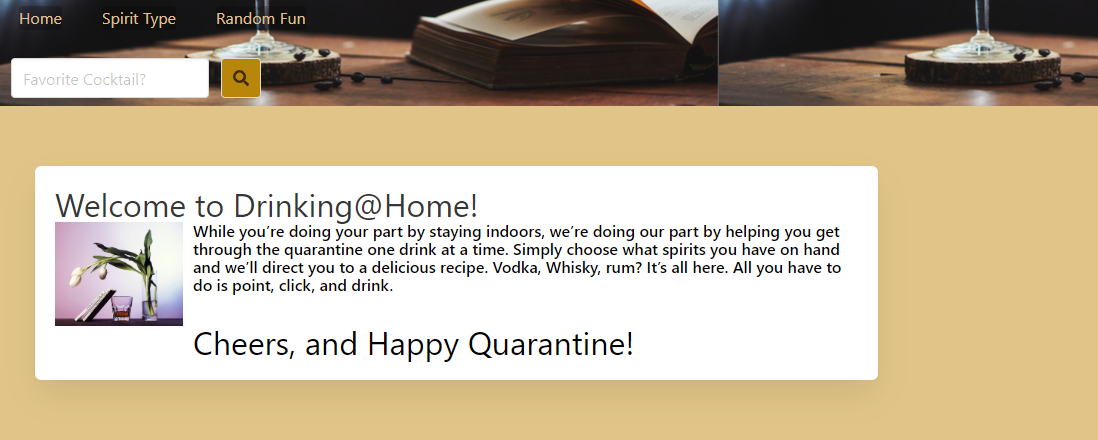 Home Spirit Type Random Fun
Favorite Cocktail?
Welcome to Drinking@Home!
While you’re doing your part by staying indoors, we’re doing our part by helping you get
through the quarantine one drink at a time. Simply choose what spirits you have on hand
and we’ll direct you to a delicious recipe. Vodka, Whisky, rum? It’s all here. All you have to
do is point, click, and drink.
Cheers, and Happy Quarantine!